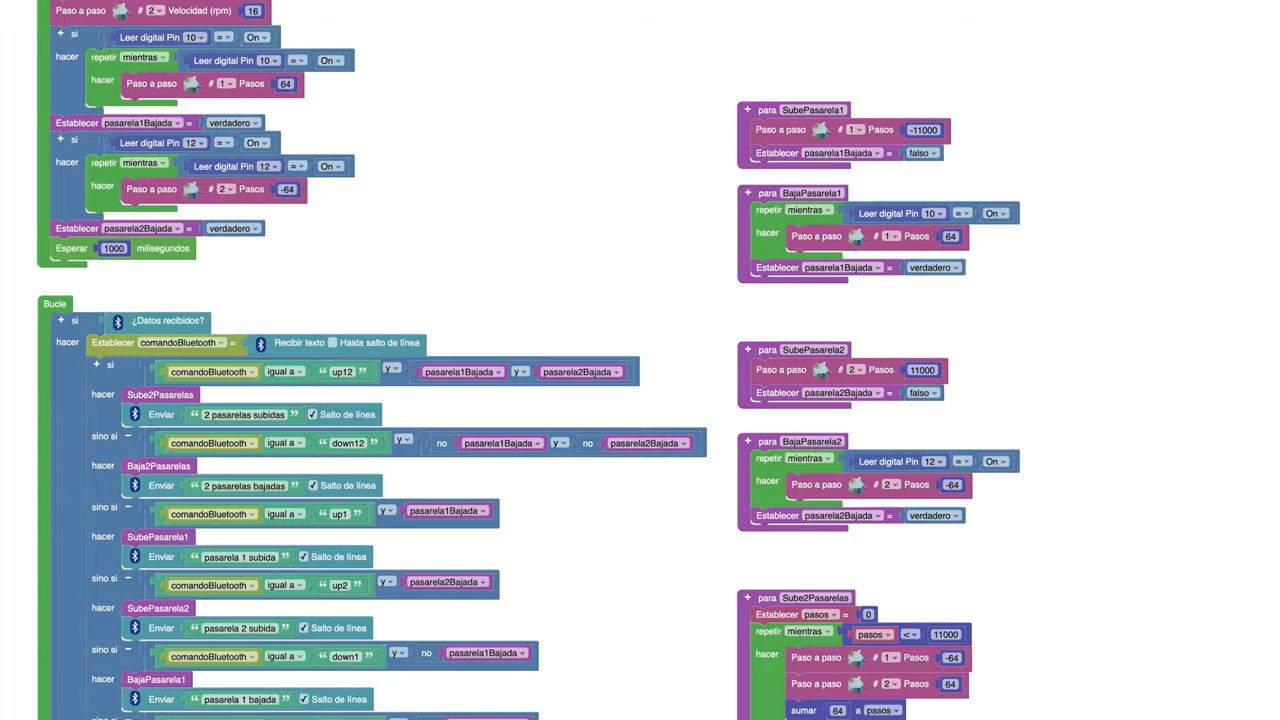 Paso a paso # 2 Velocidad (rpm) 16
si Leer digital Pin 10 = On
hacer repetir mientras Leer digital Pin 10 = On
hacer Paso a paso # 1 Pasos 64
Establecer pasarela1Bajada = verdadero
si Leer digital Pin 12 = On
hacer repetir mientras Leer digital Pin 12 = On
hacer Paso a paso # 2 Pasos -64
Establecer pasarela2Bajada = verdadero
Esperar 1000 milisegundos
Bucle
si ¿Datos recibidos?
hacer Establecer comandoBluetooth = Recibir texto Hasta salto de línea
si comandoBluetooth igual a “ up12 ” y pasarela1Bajada y pasarela2Bajada
hacer Sube2Pasarelas
Enviar “ 2 pasarelas subidas ” Salto de línea
sino si comandoBluetooth igual a “ down12 ” y no pasarela1Bajada y no pasarela2Bajada
hacer Baja2Pasarelas
Enviar “ 2 pasarelas bajadas ” Salto de línea
sino si comandoBluetooth igual a “ up1 ” y pasarela1Bajada
hacer SubePasarela1
Enviar “ pasarela 1 subida ” Salto de línea
sino si comandoBluetooth igual a “ up2 ” y pasarela2Bajada
hacer SubePasarela2
Enviar “ pasarela 2 subida ” Salto de línea
sino si comandoBluetooth igual a “ down1 ” y no pasarela1Bajada
hacer BajaPasarela1
Enviar “ pasarela 1 bajada ” Salto de línea
para SubePasarela1
Paso a paso # 1 Pasos -11000
Establecer pasarela1Bajada = falso
para BajaPasarela1
repetir mientras Leer digital Pin 10 = On
hacer Paso a paso # 1 Pasos 64
Establecer pasarela1Bajada = verdadero
para SubePasarela2
Paso a paso # 2 Pasos 11000
Establecer pasarela2Bajada = falso
para BajaPasarela2
repetir mientras Leer digital Pin 12 = On
hacer Paso a paso # 2 Pasos -64
Establecer pasarela2Bajada = verdadero
para Sube2Pasarelas
Establecer pasos = 0
repetir mientras pasos < 11000
hacer Paso a paso # 1 Pasos -64
Paso a paso # 2 Pasos 64
sumar 64 a pasos